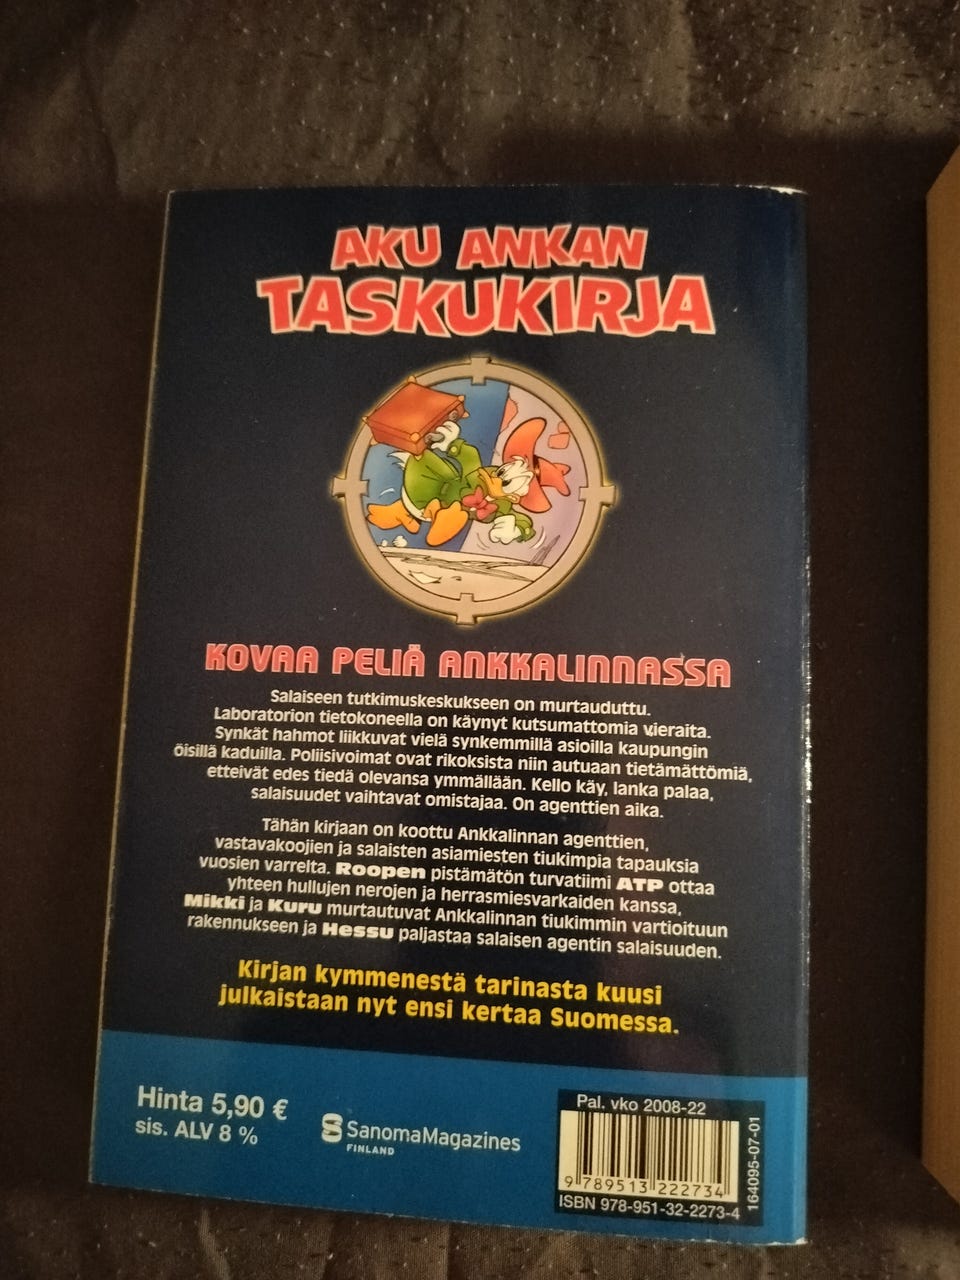 AKU ANKAN
TASKUKIRJA
KOVAA PELIÄ ANKKALINNASSA
Salaiseen tutkimuskeskukseen on murtauduttu.
Laboratorion tietokoneella on käynyt kutsumattomia vieraita.
Synkät hahmot liikkuvat vielä synkemmillä asioilla kaupungin
öisillä kaduilla. Poliisivoimat ovat rikoksista niin autuaan tietämättömiä,
etteivät edes tiedä olevansa ymmällään. Kello käy, lanka palaa,
salaisuudet vaihtavat omistajaa. On agenttien aika.
Tähän kirjaan on koottu Ankkalinnan agenttien,
vastavakoojien ja salaisten asiamiesten tiukimpia tapauksia
vuosien varrelta. Roopen pistämätön turvatiimi ATP ottaa
yhteen hullujen nerojen ja herrasmiesvarkaiden kanssa,
Mikki ja Kuru murtautuvat Ankkalinnan tiukimmin vartioituun
rakennukseen ja Hessu paljastaa salaisen agentin salaisuuden.
Kirjan kymmenestä tarinasta kuusi
julkaistaan nyt ensi kertaa Suomessa.
Hinta 5,90 €
sis. ALV 8 %
SanomaMagazines
FINLAND
Pal. vko 2008-22
9 789513 222734
ISBN 978-951-32-2273-4
164095-07-01